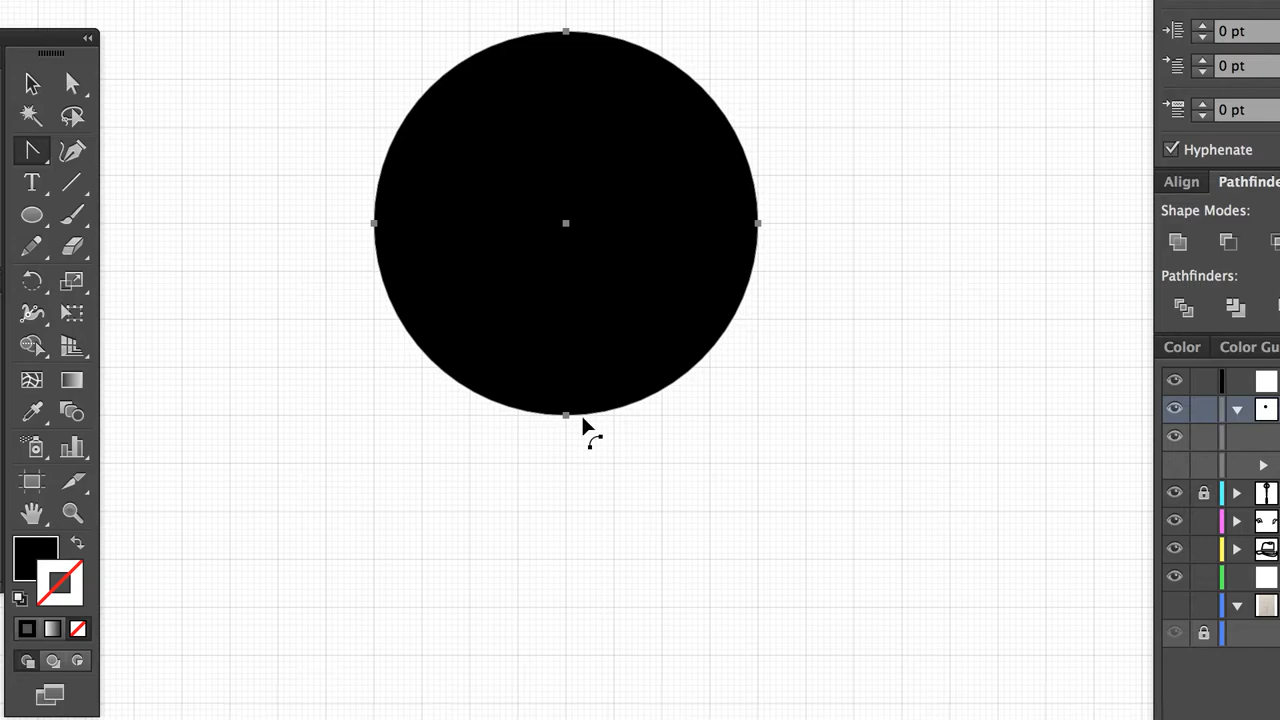 0 pt
0 pt
0 pt
Hyphenate
Align Pathfinde
Shape Modes:
Pathfinders:
Color Color Gu